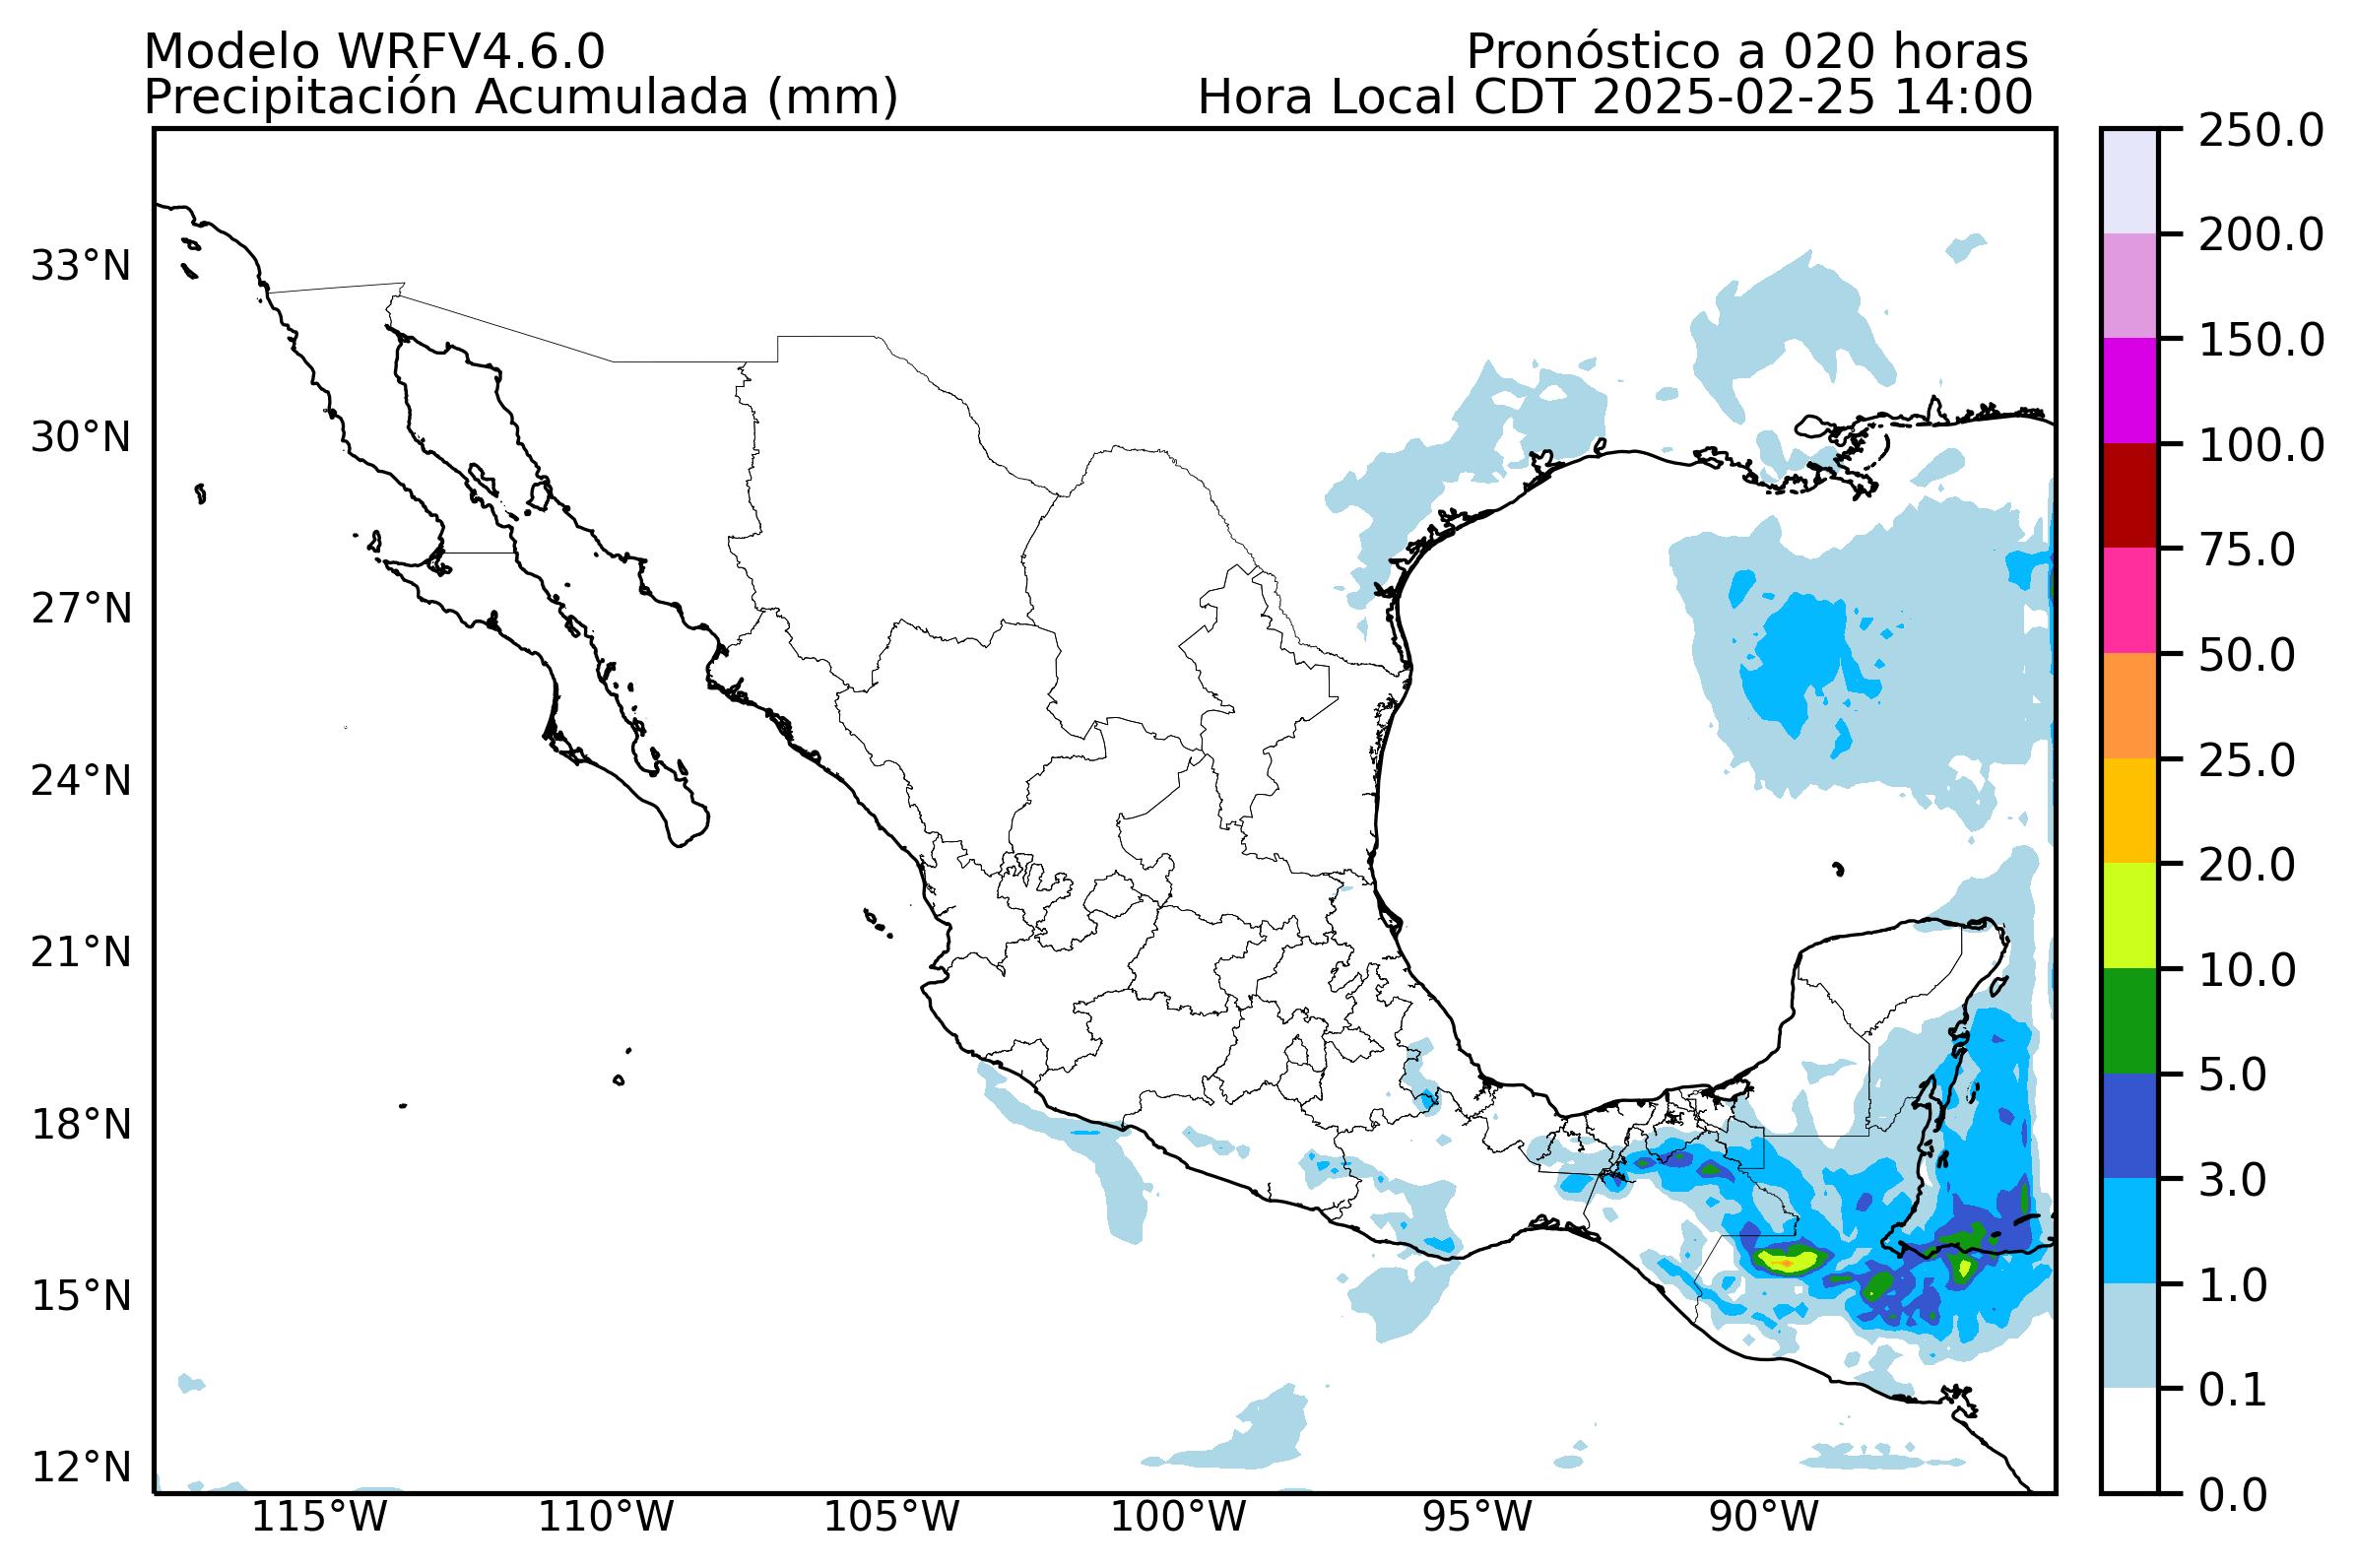 Modelo WRFV4.6.0
Pronóstico a 020 horas
Precipitación Acumulada (mm)
Hora Local CDT 2025-02-25 14:00
33°N
30°N
27°N
24°N
21°N
18°N
15°N
12°N
115°W
110°W
105°W
100°W
95°W
90°W
250.0
200.0
150.0
100.0
75.0
50.0
25.0
20.0
10.0
5.0
3.0
1.0
0.1
0.0